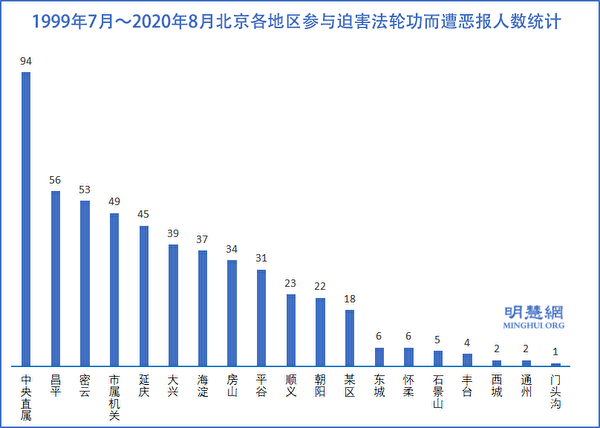 1999年7月～2020年8月北京各地区参与迫害法轮功而遭恶报人数统计
94
56
53
49
45
39
37
34
31
23
22
18
6
6
5
4
2
2
1
明慧網
MINGHUI.ORG
中央直属
昌平
密云
市属机关
延庆
大兴
海淀
房山
平谷
顺义
朝阳
某区
东城
怀柔
石景山
丰台
西城
通州
门头沟